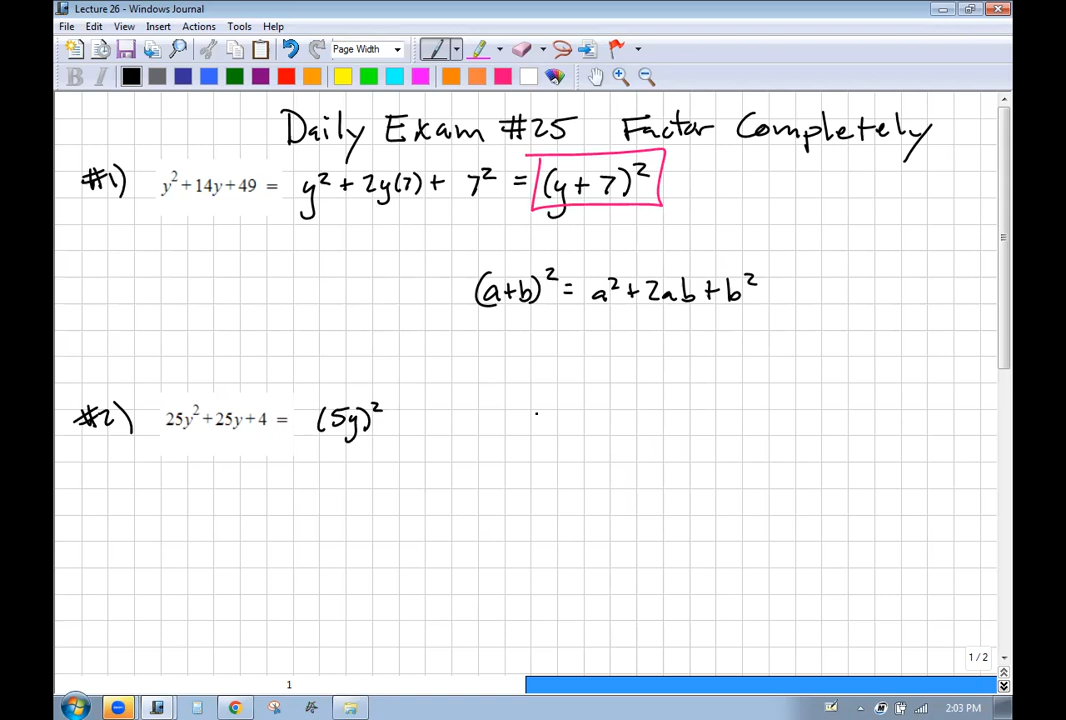 Lecture 26 - Windows Journal
File Edit View Insert Actions Tools Help
Page Width
B I
Daily Exam #25 Factor Completely
#1) y² + 14y + 49 = y² + 2y(7) + 7² = (y + 7)²
(a+b)² = a² + 2ab + b²
#2) 25y² + 25y + 4 = (5y)²
1 / 2
1
2:03 PM